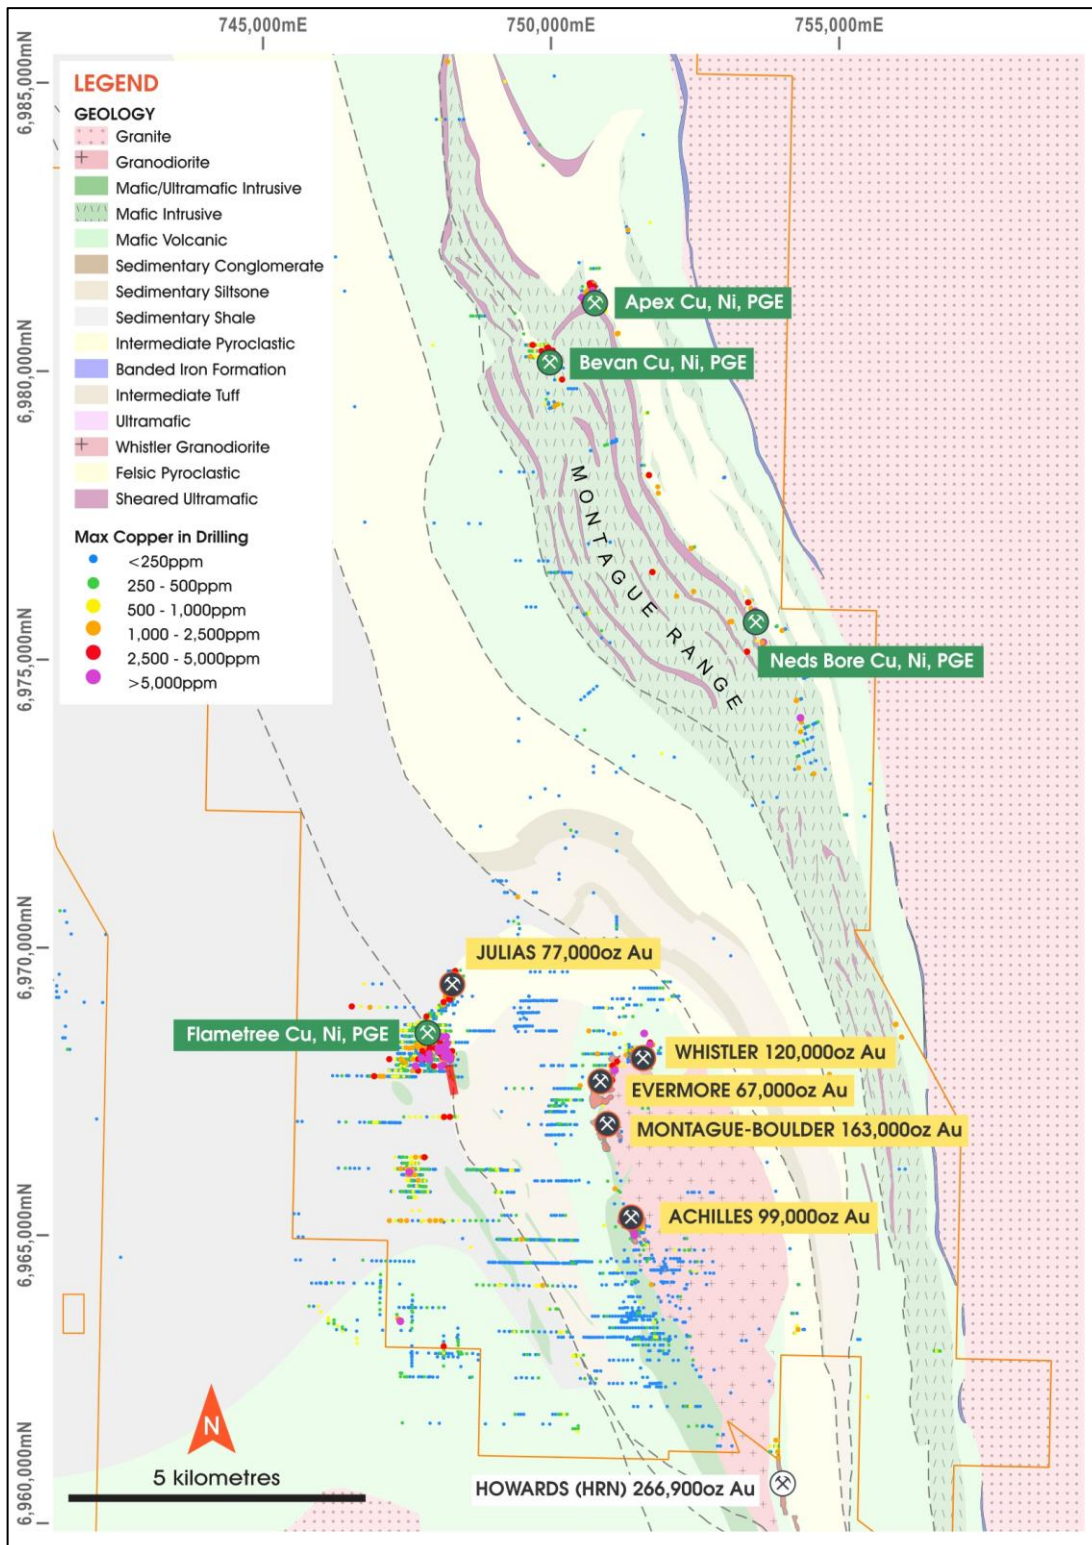 745,000mE 750,000mE 755,000mE
6,985,000mN
6,980,000mN
6,975,000mN
6,970,000mN
6,965,000mN
6,960,000mN
LEGEND
GEOLOGY
Granite
Granodiorite
Mafic/Ultramafic Intrusive
Mafic Intrusive
Mafic Volcanic
Sedimentary Conglomerate
Sedimentary Siltsone
Sedimentary Shale
Intermediate Pyroclastic
Banded Iron Formation
Intermediate Tuff
Ultramafic
Whistler Granodiorite
Felsic Pyroclastic
Sheared Ultramafic
Max Copper in Drilling
<250ppm
250 - 500ppm
500 - 1,000ppm
1,000 - 2,500ppm
2,500 - 5,000ppm
>5,000ppm
Apex Cu, Ni, PGE
Bevan Cu, Ni, PGE
MONTAGUE RANGE
Neds Bore Cu, Ni, PGE
JULIAS 77,000oz Au
Flametree Cu, Ni, PGE
WHISTLER 120,000oz Au
EVERMORE 67,000oz Au
MONTAGUE-BOULDER 163,000oz Au
ACHILLES 99,000oz Au
N
5 kilometres
HOWARDS (HRN) 266,900oz Au